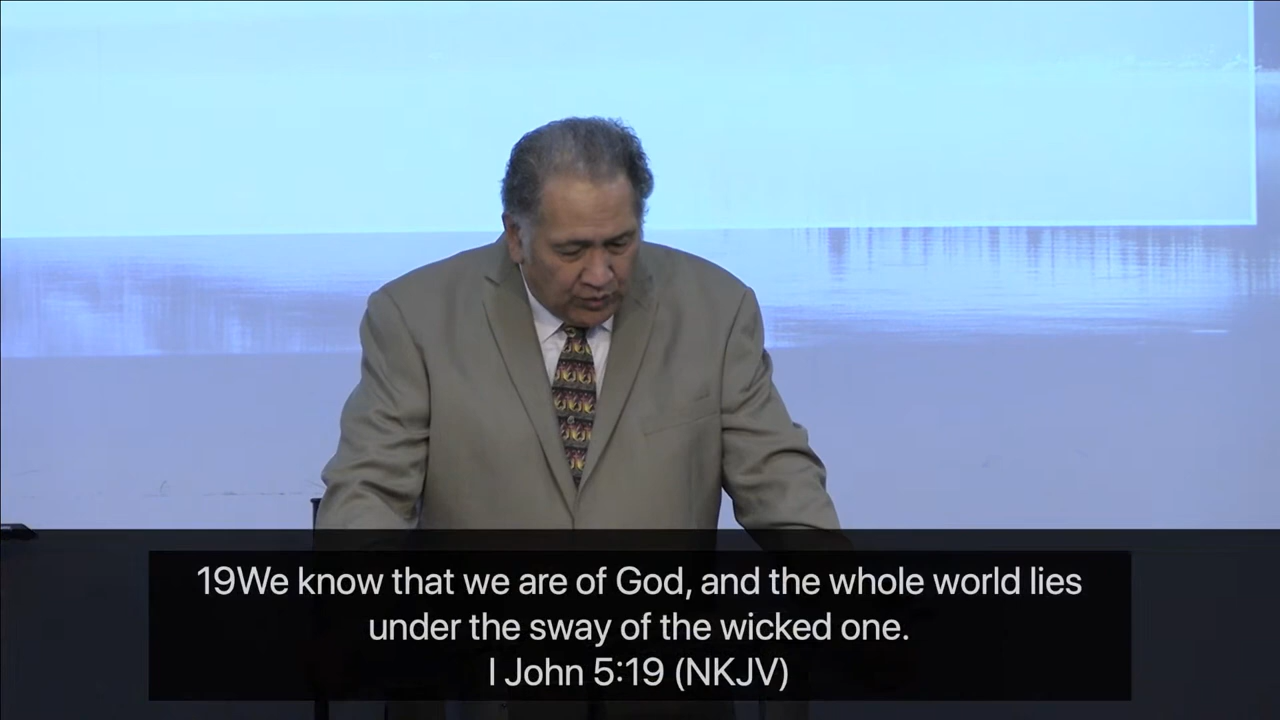 19We know that we are of God, and the whole world lies
under the sway of the wicked one.
I John 5:19 (NKJV)